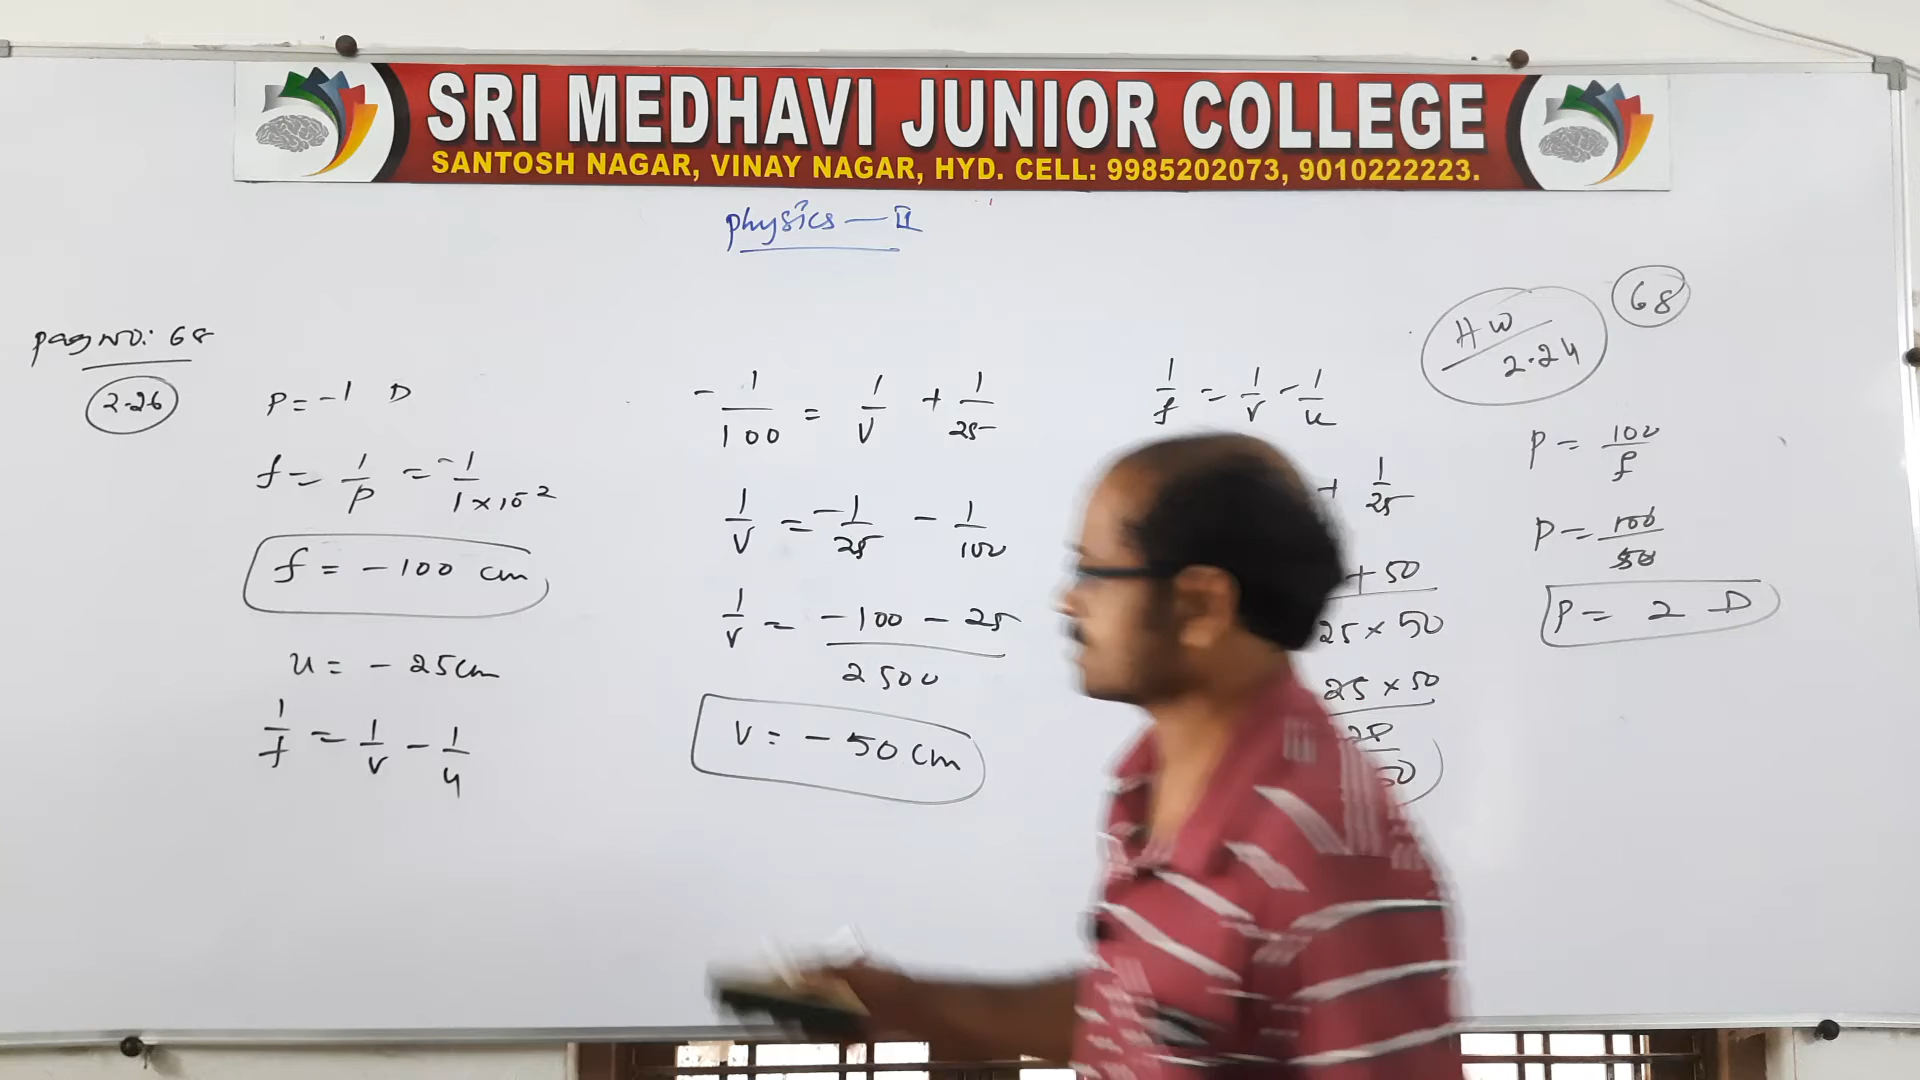 SRI MEDHAVI JUNIOR COLLEGE
SANTOSH NAGAR, VINAY NAGAR, HYD. CELL: 9985202073, 9010222223.
physics — II
pag NO: 68
2.26
P = -1 D
f = 1/P = -1/1×10²
f = -100 cm
u = - 25cm
1/f = 1/v - 1/u
- 1/100 = 1/v + 1/25
1/v = -1/25 - 1/100
1/v = -100 - 25/2500
v = - 50 cm
1/f = 1/v - 1/u
+ 1/25
+ 50
25 × 50
25 × 50
50
HW
2.24
68
P = 100/f
P = 100/50
P = 2 D